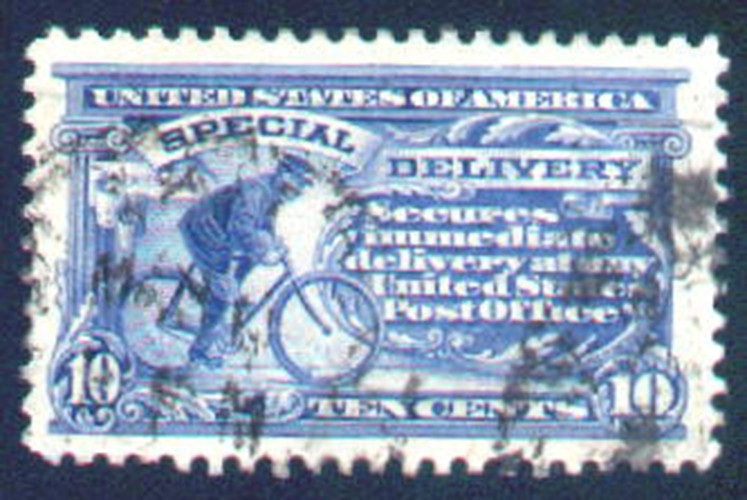 UNITED STATES OF AMERICA
SPECIAL
DELIVERY
Secures
immediate
delivery at any
United States
Post Office
10
TEN CENTS
10